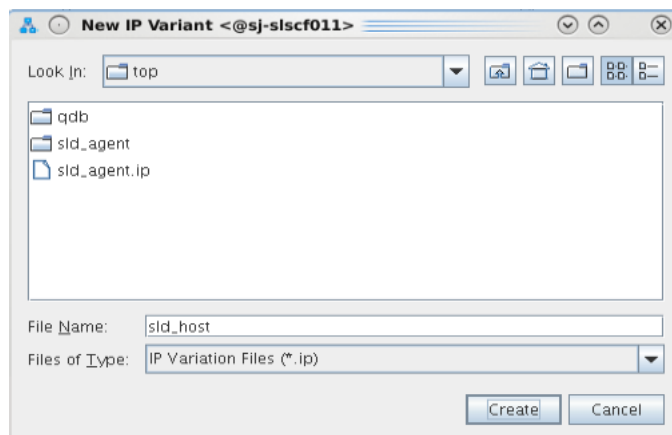 New IP Variant <@sj-slscf011>
Look In: top
qdb
sld_agent
sld_agent.ip
File Name: sld_host
Files of Type: IP Variation Files (*.ip)
Create Cancel